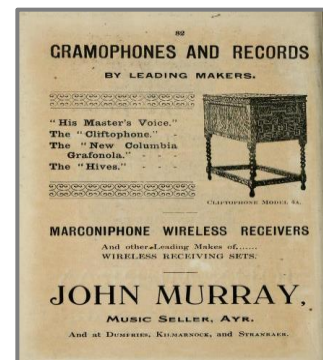 82
GRAMOPHONES AND RECORDS
BY LEADING MAKERS.
"His Master's Voice."
The "Cliftophone." -
The "New Columbia
Grafonola." - - -
The "Hives." - - -
CLIFTOPHONE MODEL 8A.
MARCONIPHONE WIRELESS RECEIVERS
And other Leading Makes of......
WIRELESS RECEIVING SETS.
JOHN MURRAY,
MUSIC SELLER, AYR.
And at DUMFRIES, KILMARNOCK, and STRANRAER.